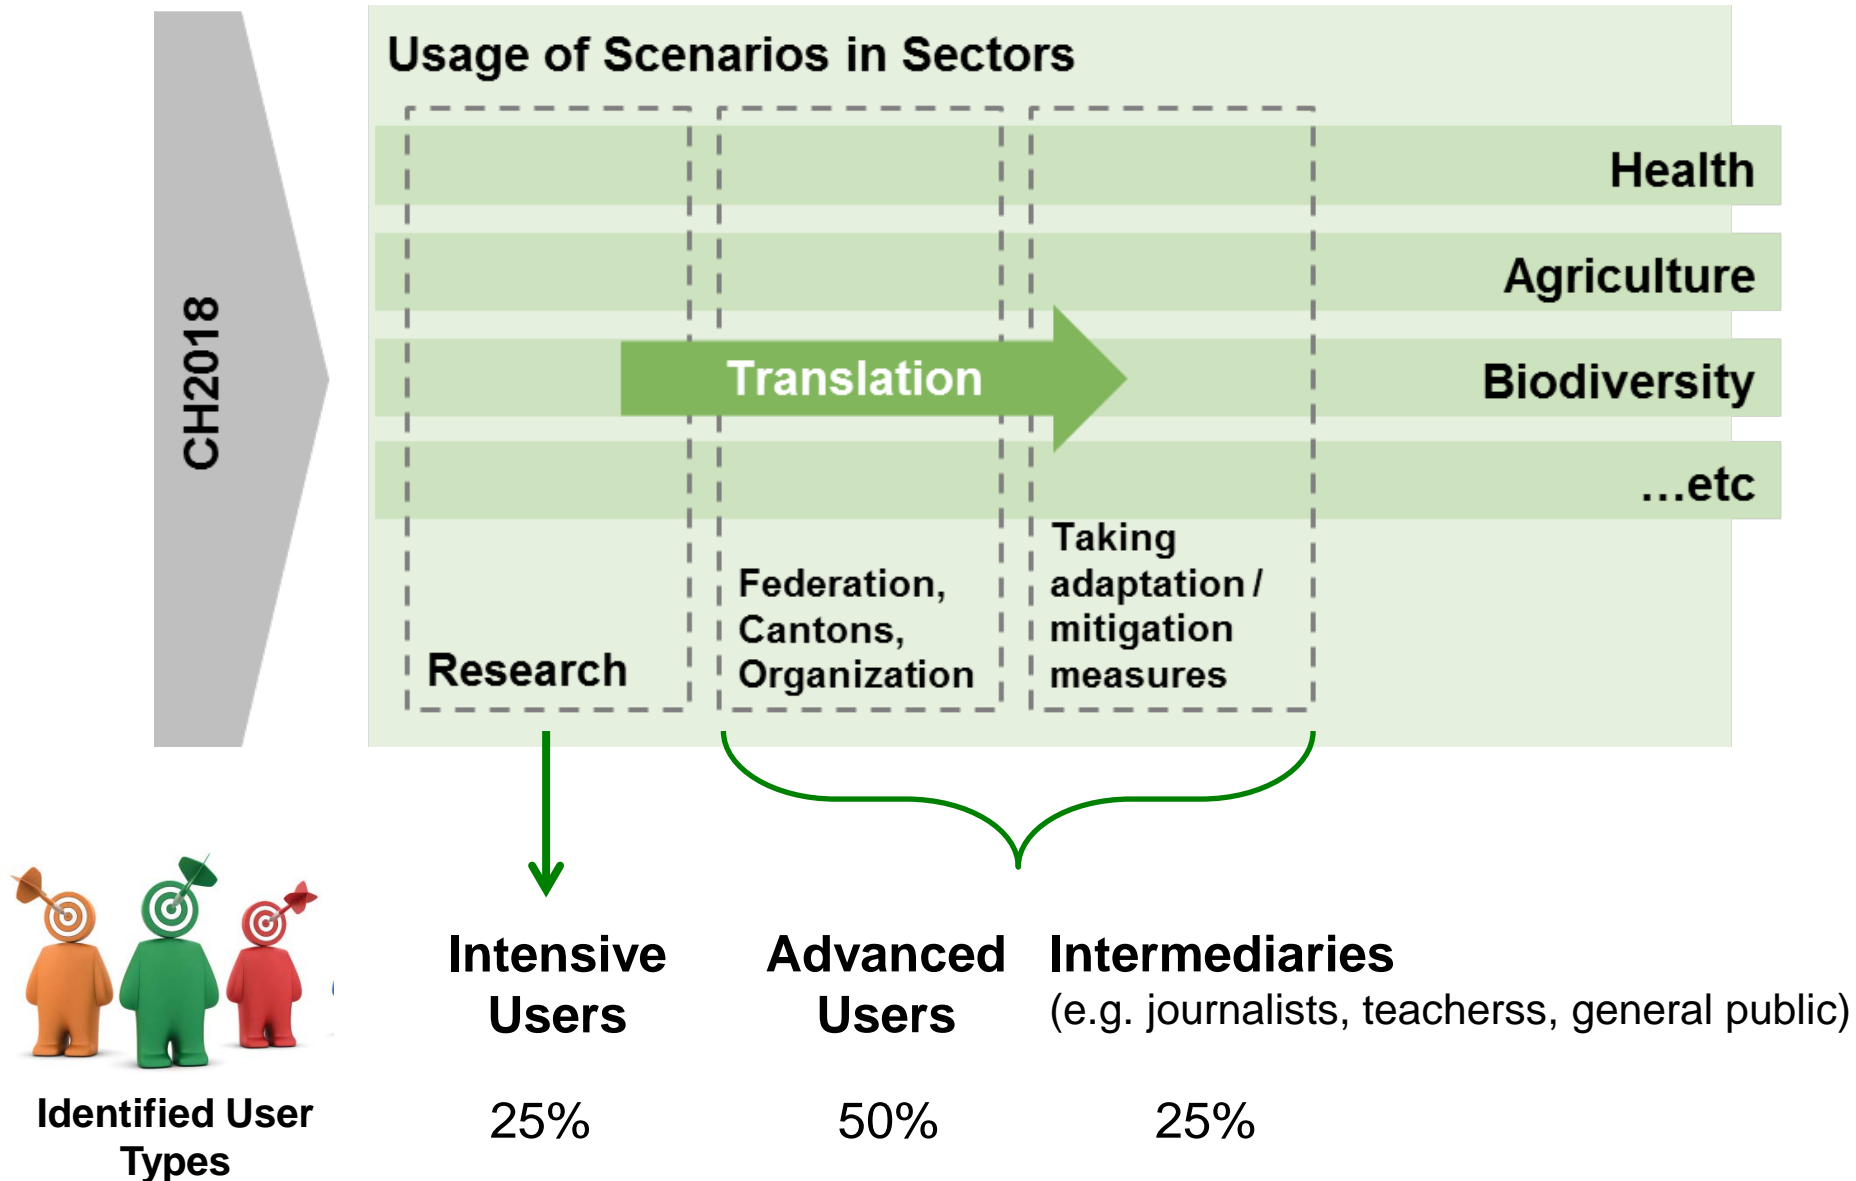 Usage of Scenarios in Sectors
CH2018
Health
Agriculture
Biodiversity
...etc
Translation
Research
Federation,
Cantons,
Organization
Taking
adaptation /
mitigation
measures
Intensive
Users
Advanced
Users
Intermediaries
(e.g. journalists, teacherss, general public)
Identified User
Types
25%
50%
25%